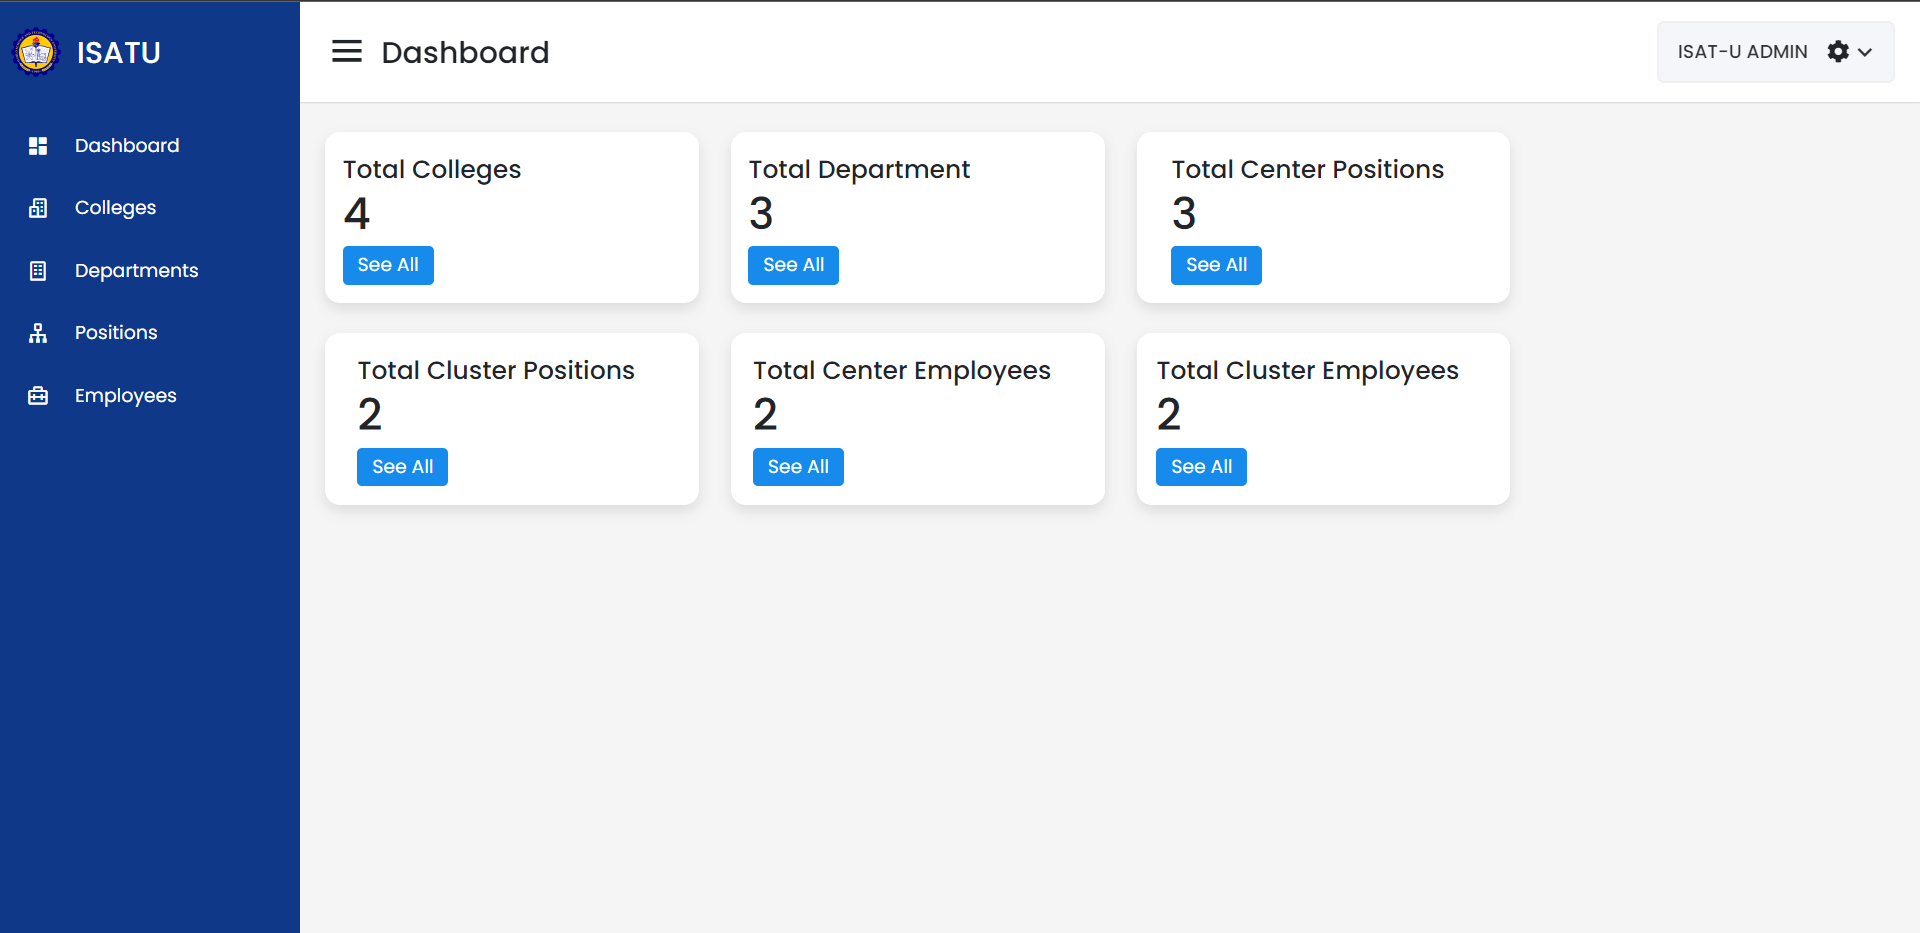 ISATU
Dashboard
Colleges
Departments
Positions
Employees
Dashboard
ISAT-U ADMIN
Total Colleges
4
See All
Total Department
3
See All
Total Center Positions
3
See All
Total Cluster Positions
2
See All
Total Center Employees
2
See All
Total Cluster Employees
2
See All